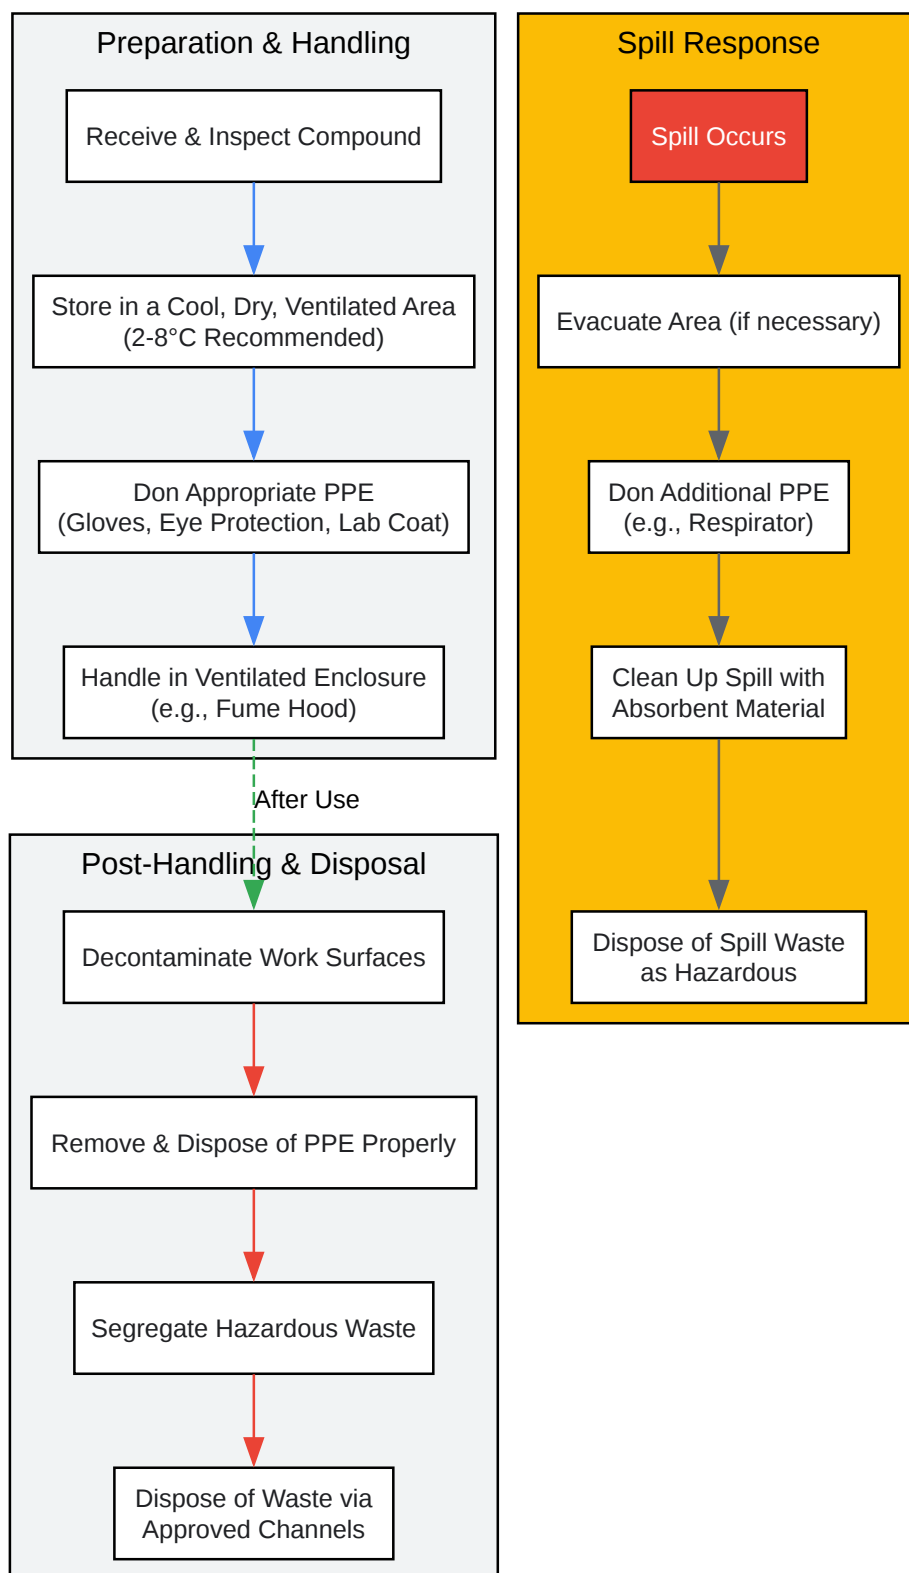 Preparation & Handling
Receive & Inspect Compound
Store in a Cool, Dry, Ventilated Area
(2-8°C Recommended)
Don Appropriate PPE
(Gloves, Eye Protection, Lab Coat)
Handle in Ventilated Enclosure
(e.g., Fume Hood)
After Use
Post-Handling & Disposal
Decontaminate Work Surfaces
Remove & Dispose of PPE Properly
Segregate Hazardous Waste
Dispose of Waste via
Approved Channels
Spill Response
Spill Occurs
Evacuate Area (if necessary)
Don Additional PPE
(e.g., Respirator)
Clean Up Spill with
Absorbent Material
Dispose of Spill Waste
as Hazardous